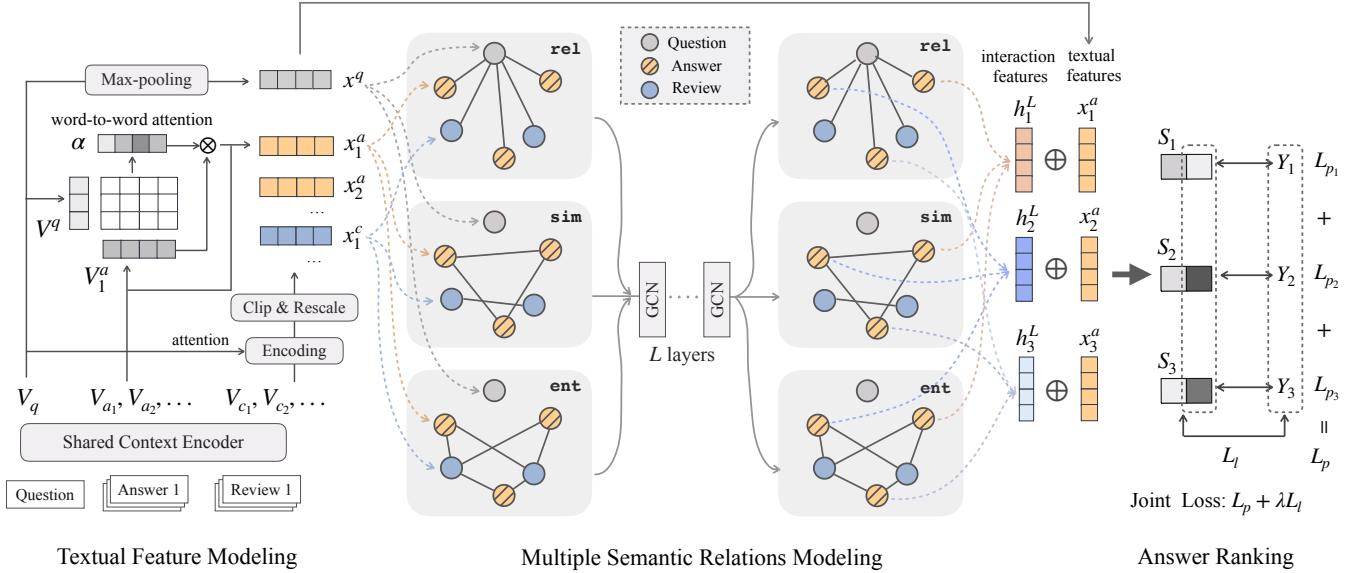 Max-pooling
x^q
word-to-word attention
α
x_1^a
x_2^a
...
V^q
x_1^c
...
V_1^a
Clip & Rescale
attention
Encoding
V_q
V_{a_1}, V_{a_2}, . . .
V_{c_1}, V_{c_2}, . . .
Shared Context Encoder
Question
Answer 1
Review 1
Textual Feature Modeling
rel
sim
ent
Question
Answer
Review
GCN
.....
GCN
L layers
rel
sim
ent
Multiple Semantic Relations Modeling
interaction
features
textual
features
h_1^L
x_1^a
h_2^L
x_2^a
h_3^L
x_3^a
S_1
Y_1
L_{p_1}
+
S_2
Y_2
L_{p_2}
+
S_3
Y_3
L_{p_3}
=
L_l
L_p
Joint Loss: L_p + λL_l
Answer Ranking